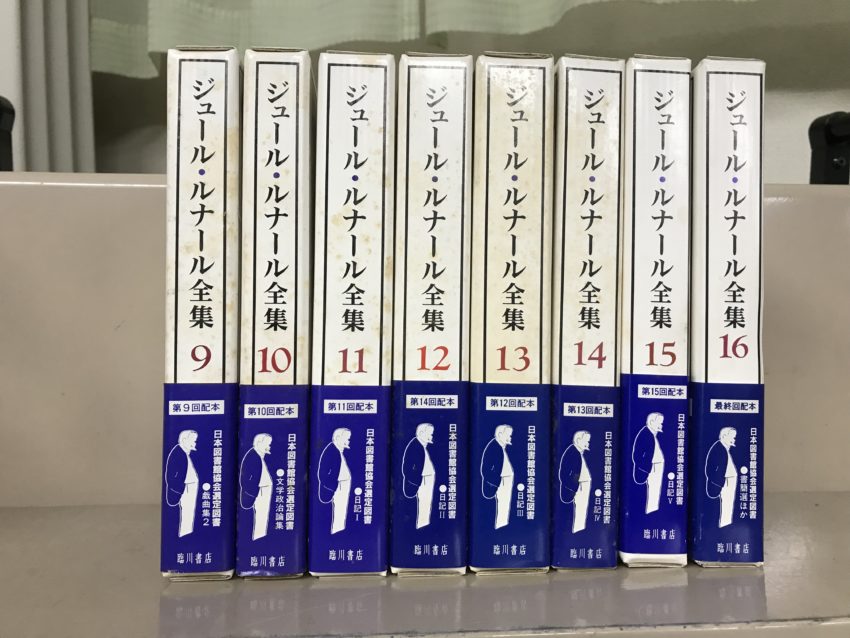 ジュール・ルナール全集
9
第9回配本
日本図書館協会選定図書
●戯曲集2
臨川書店
ジュール・ルナール全集
10
第10回配本
日本図書館協会選定図書
●文学政治論集
臨川書店
ジュール・ルナール全集
11
第11回配本
日本図書館協会選定図書
●日記I
臨川書店
ジュール・ルナール全集
12
第14回配本
日本図書館協会選定図書
●日記II
臨川書店
ジュール・ルナール全集
13
第12回配本
日本図書館協会選定図書
●日記III
臨川書店
ジュール・ルナール全集
14
第13回配本
日本図書館協会選定図書
●日記IV
臨川書店
ジュール・ルナール全集
15
第15回配本
日本図書館協会選定図書
●日記V
臨川書店
ジュール・ルナール全集
16
最終回配本
日本図書館協会選定図書
●書簡選ほか
臨川書店